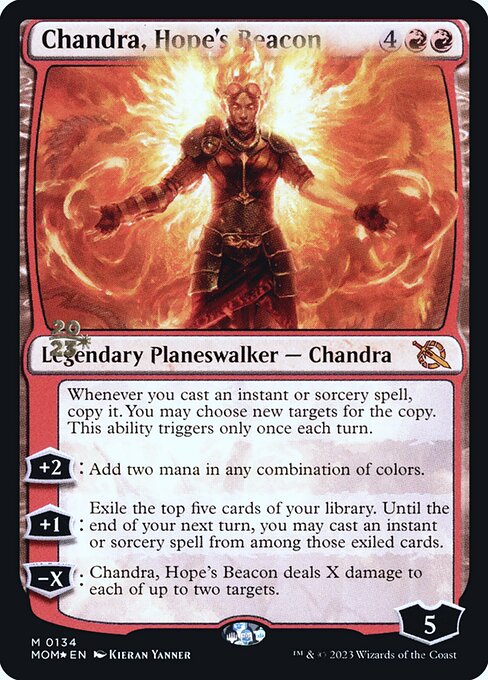 Chandra, Hope's Beacon 4
20
23
Legendary Planeswalker — Chandra
Whenever you cast an instant or sorcery spell,
copy it. You may choose new targets for the copy.
This ability triggers only once each turn.
+2 : Add two mana in any combination of colors.
Exile the top five cards of your library. Until the
+1 : end of your next turn, you may cast an instant
or sorcery spell from among those exiled cards.
−X : Chandra, Hope's Beacon deals X damage to
each of up to two targets.
5
M 0134
MOM★EN Kieran Yanner
™ & © 2023 Wizards of the Coast